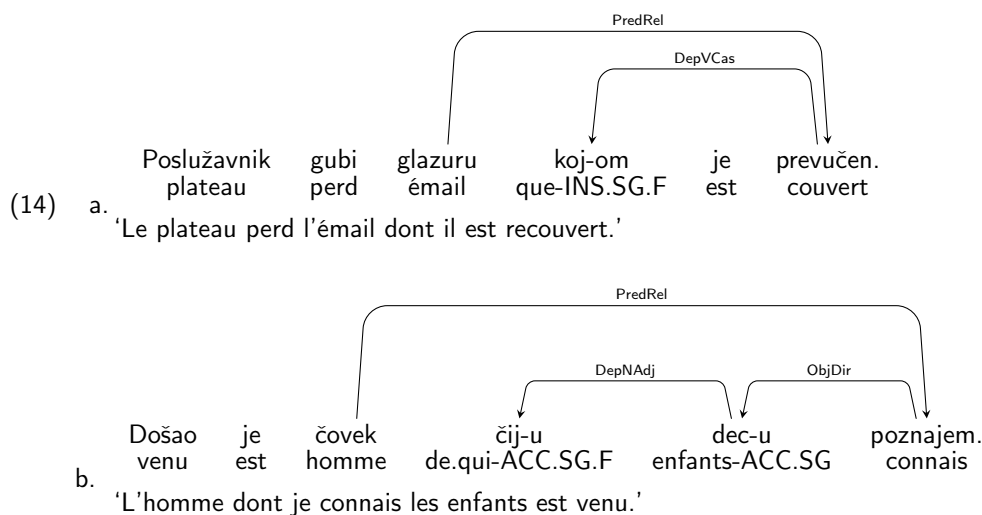 PredRel
DepVCas
Poslužavnik gubi glazuru koj-om je prevučen.
plateau perd émail que-INS.SG.F est couvert
(14) a.
‘Le plateau perd l’émail dont il est recouvert.’
PredRel
DepNAdj ObjDir
Došao je čovek čij-u dec-u poznajem.
venu est homme de.qui-ACC.SG.F enfants-ACC.SG connais
b.
‘L’homme dont je connais les enfants est venu.’